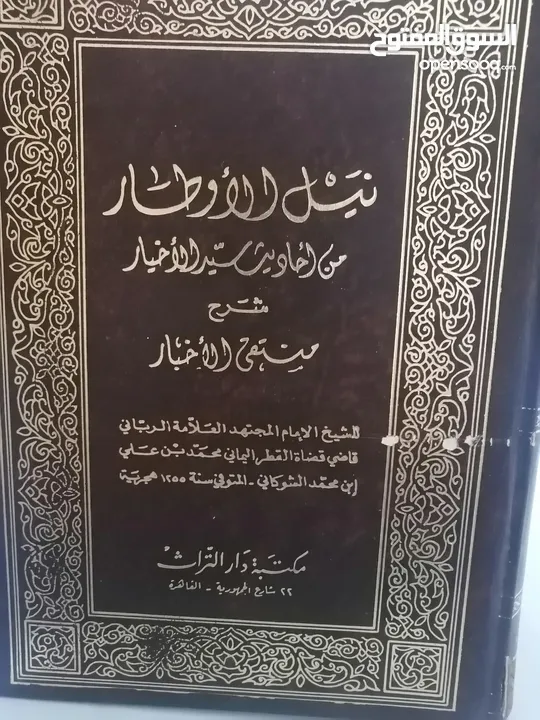 السوق المفتوح
opensooq.com
نيل الأوطار
من أحاديث سيد الأخيار
شرح
منتقى الأخبار
للشيخ الإمام المجتهد العلامة الرباني
قاضي قضاة القطر اليماني محمد بن علي
ابن محمد الشوكاني - المتوفى سنة ١٢٥٥ هجرية
مكتبة دار التراث
٢٢ شارع الجمهورية - القاهرة